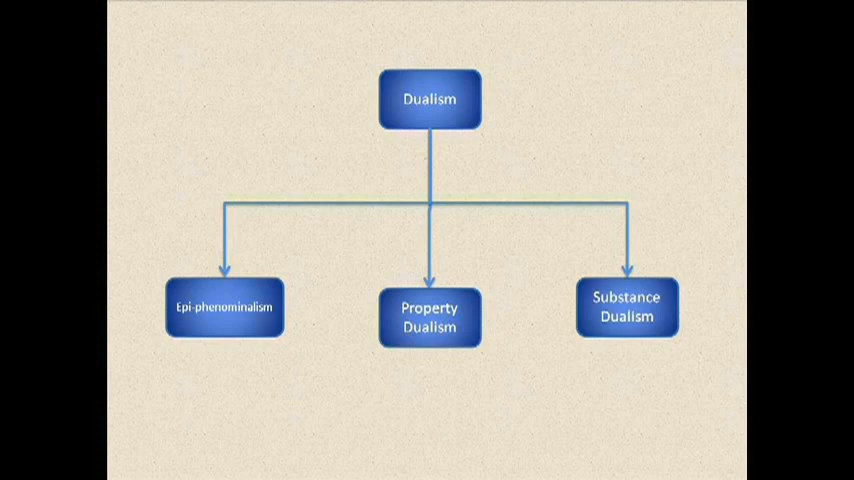 Dualism
Epi-phenominalism
Property
Dualism
Substance
Dualism